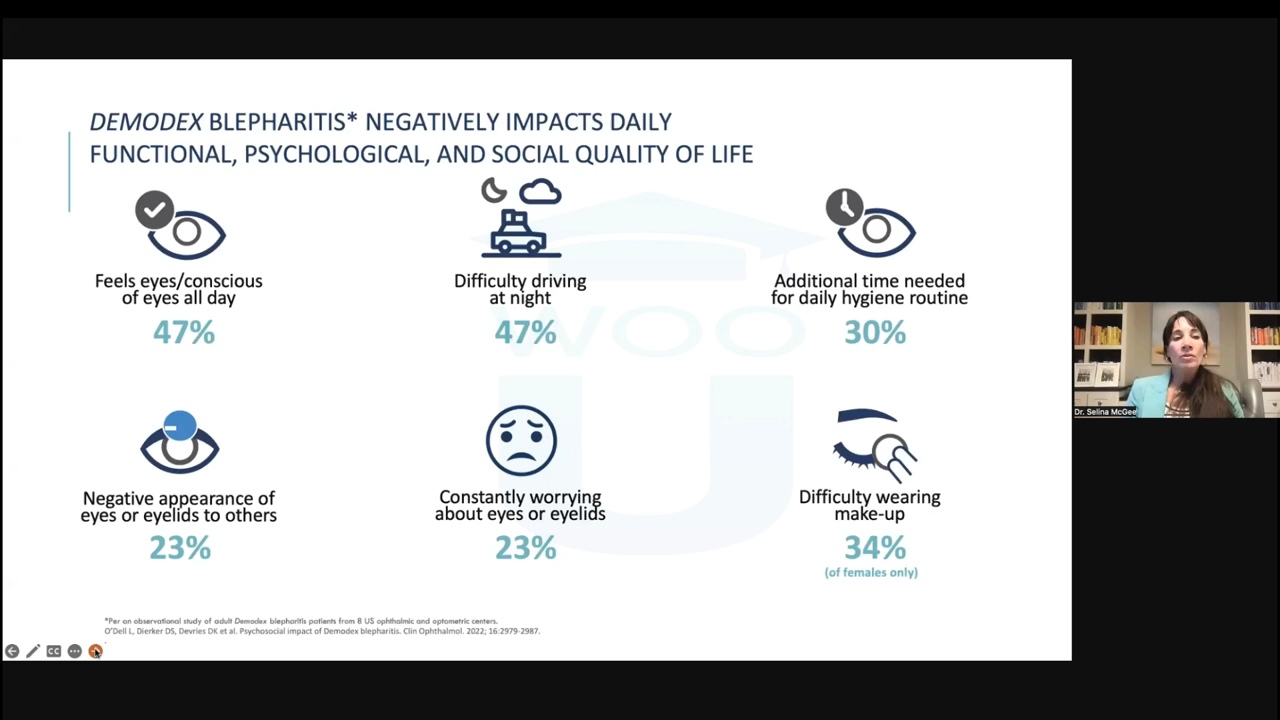 DEMODEX BLEPHARITIS* NEGATIVELY IMPACTS DAILY
FUNCTIONAL, PSYCHOLOGICAL, AND SOCIAL QUALITY OF LIFE
Feels eyes/conscious
of eyes all day
47%
Difficulty driving
at night
47%
Additional time needed
for daily hygiene routine
30%
WOO
U
Negative appearance of
eyes or eyelids to others
23%
Constantly worrying
about eyes or eyelids
23%
Difficulty wearing
make-up
34%
(of females only)
*Per an observational study of adult Demodex blepharitis patients from 8 US ophthalmic and optometric centers.
O'Dell L, Dierker DS, Devries DK et al. Psychosocial impact of Demodex blepharitis. Clin Ophthalmol. 2022; 16:2979-2987.
CC
Dr. Selina McGee